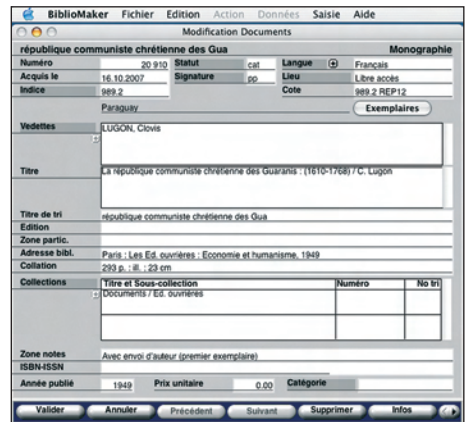 BiblioMaker Fichier Edition Action Données Saisie Aide
Modification Documents
république communiste chrétienne des Gua Monographie
Numéro 20 910 Statut cat Langue Français
Acquis le 16.10.2007 Signature pp Lieu Libre accès
Indice 989.2 Cote 989.2 REP12
Paraguay Exemplaires
Vedettes LUGON, Clovis
Titre La république communiste chrétienne des Guaranis : (1610-1768) / C. Lugon
Titre de tri république communiste chrétienne des Gua
Edition
Zone partic.
Adresse bibl. Paris : Les Ed. ouvrières : Economie et humanisme, 1949
Collation 293 p. : ill. ; 23 cm
Collections Titre et Sous-collection Numéro No tri
Documents / Ed. ouvrières
Zone notes Avec envoi d'auteur (premier exemplaire)
ISBN-ISSN
Année publié 1949 Prix unitaire 0.00 Catégorie
Valider Annuler Précédent Suivant Supprimer Infos